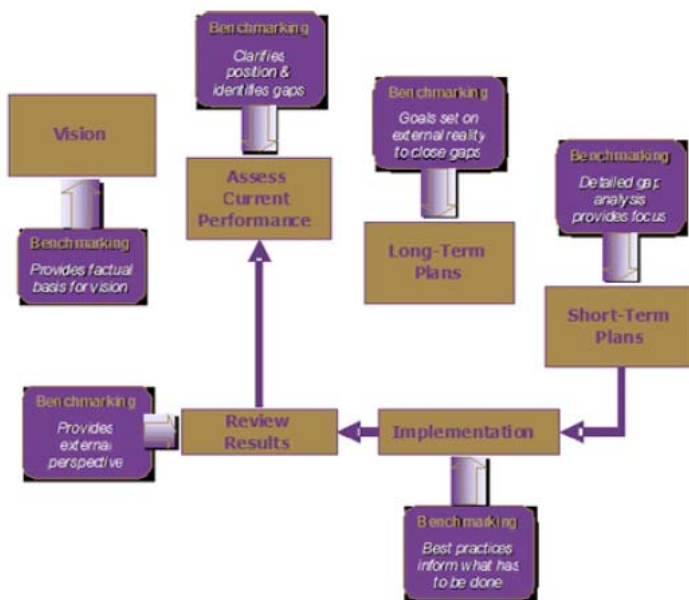 Benchmarking
Clarifies
position &
identifies gaps
Vision
Benchmarking
Goals set on
external reality
to close gaps
Benchmarking
Detailed gap
analysis
provides focus
Assess
Current
Performance
Benchmarking
Provides factual
basis for vision
Long-Term
Plans
Short-Term
Plans
Benchmarking
Provides
external
perspective
Review
Results
Implementation
Benchmarking
Best practices
inform what has
to be done